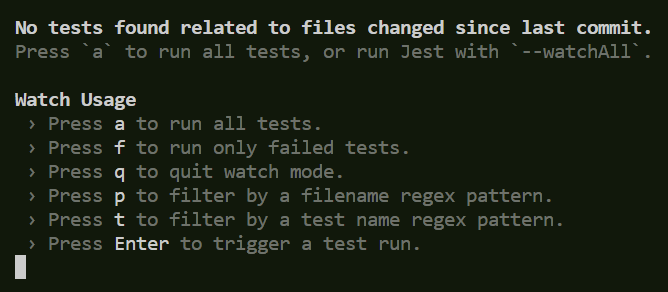 No tests found related to files changed since last commit.
Press `a` to run all tests, or run Jest with `--watchAll`.
Watch Usage
› Press a to run all tests.
› Press f to run only failed tests.
› Press q to quit watch mode.
› Press p to filter by a filename regex pattern.
› Press t to filter by a test name regex pattern.
› Press Enter to trigger a test run.